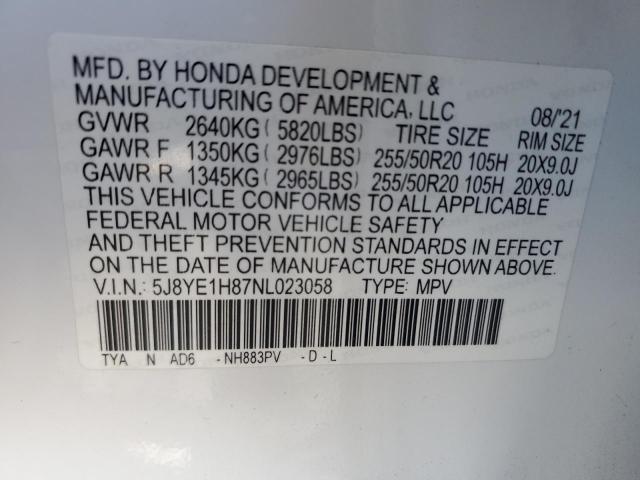 MFD. BY HONDA DEVELOPMENT &
MANUFACTURING OF AMERICA, LLC 08/'21
GVWR 2640KG ( 5820LBS) TIRE SIZE RIM SIZE
GAWR F 1350KG ( 2976LBS) 255/50R20 105H 20X9.0J
GAWR R 1345KG ( 2965LBS) 255/50R20 105H 20X9.0J
THIS VEHICLE CONFORMS TO ALL APPLICABLE
FEDERAL MOTOR VEHICLE SAFETY
AND THEFT PREVENTION STANDARDS IN EFFECT
ON THE DATE OF MANUFACTURE SHOWN ABOVE.
V.I.N.: 5J8YE1H87NL023058 TYPE: MPV
TYA N AD6 -NH883PV -D-L